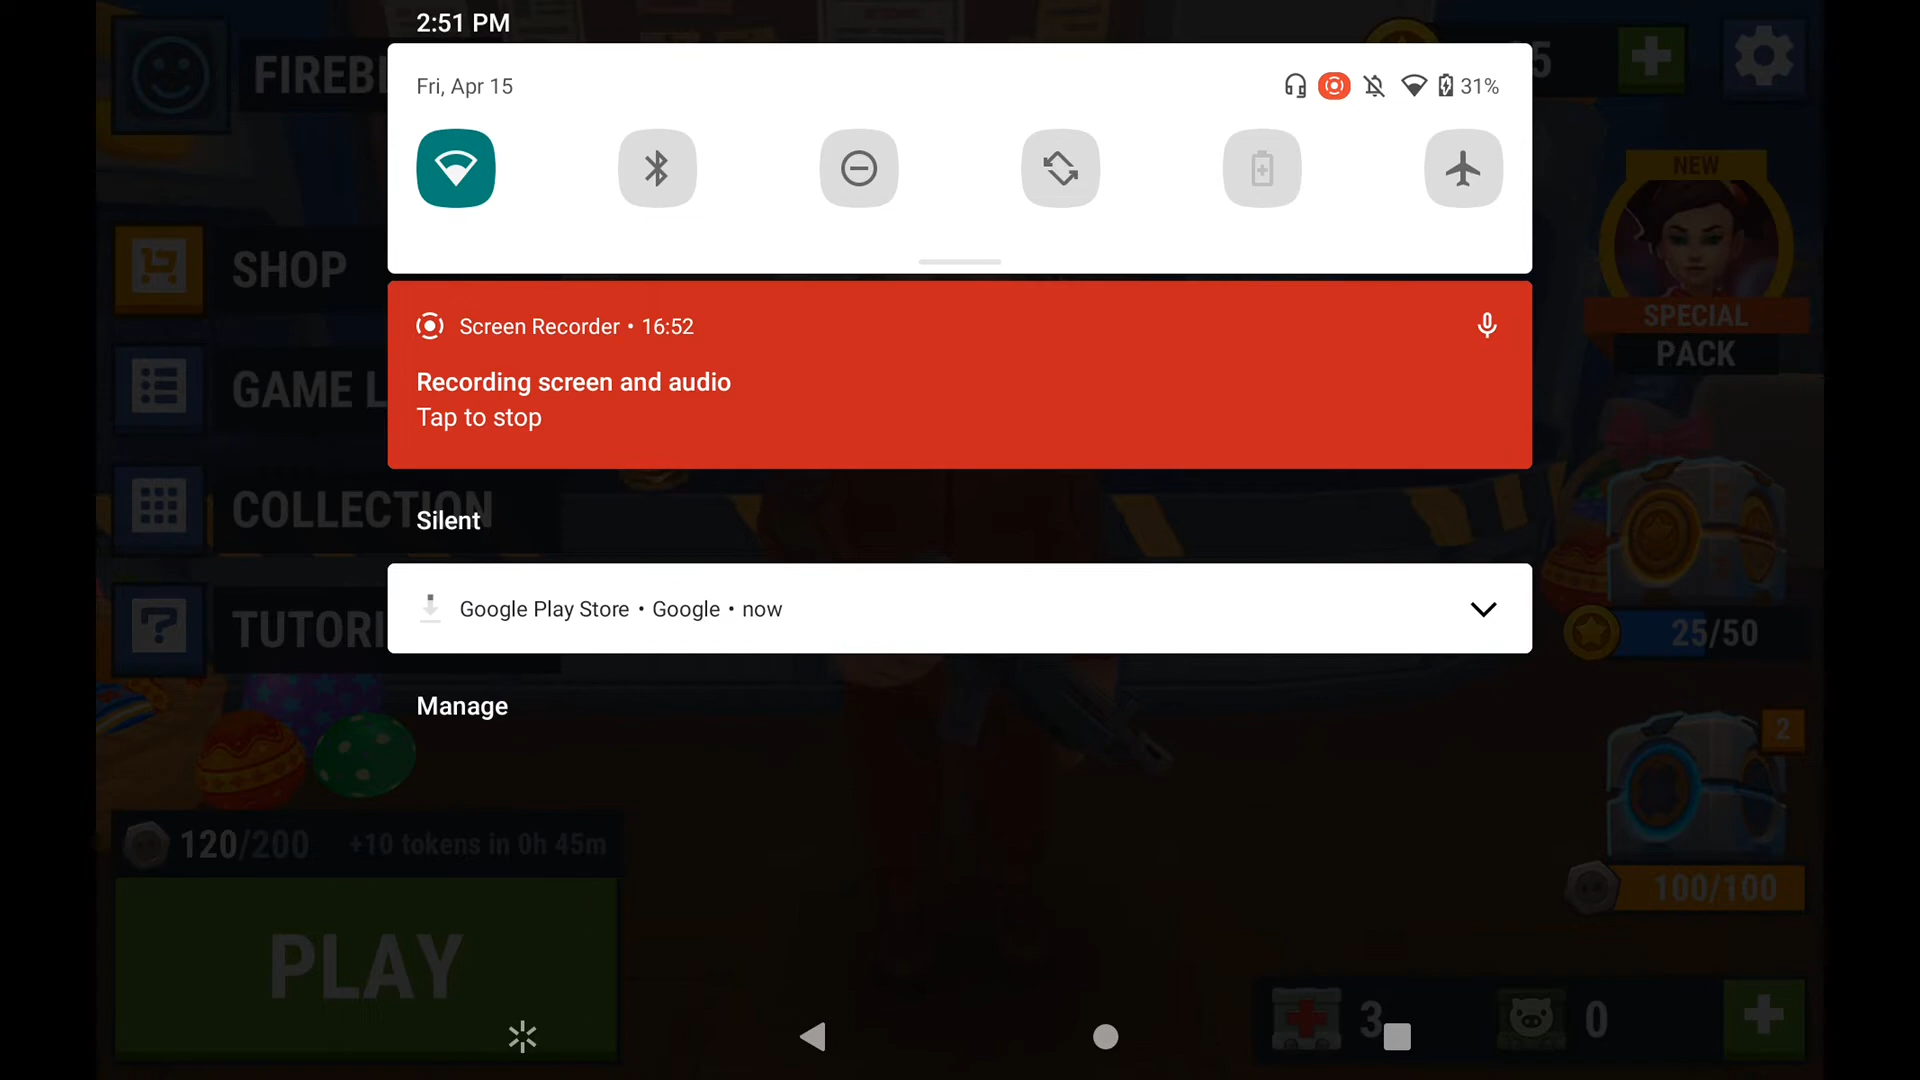 2:51 PM
Fri, Apr 15
31%
Screen Recorder • 16:52
Recording screen and audio
Tap to stop
Silent
Google Play Store • Google • now
Manage
FIREB
5
SHOP
GAME L
COLLECTION
TUTORI
NEW
SPECIAL
PACK
25/50
2
100/100
120/200
+10 tokens in 0h 45m
PLAY
3
0